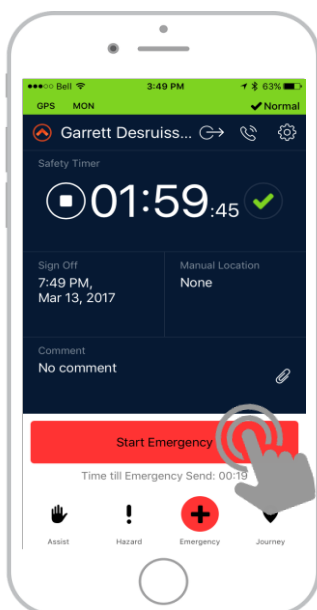 Bell 3:49 PM 63%
GPS MON Normal
Garrett Desruiss...
Safety Timer
01:59:45
Sign Off Manual Location
7:49 PM, None
Mar 13, 2017
Comment
No comment
Start Emergency
Time till Emergency Send: 00:19
Assist Hazard Emergency Journey